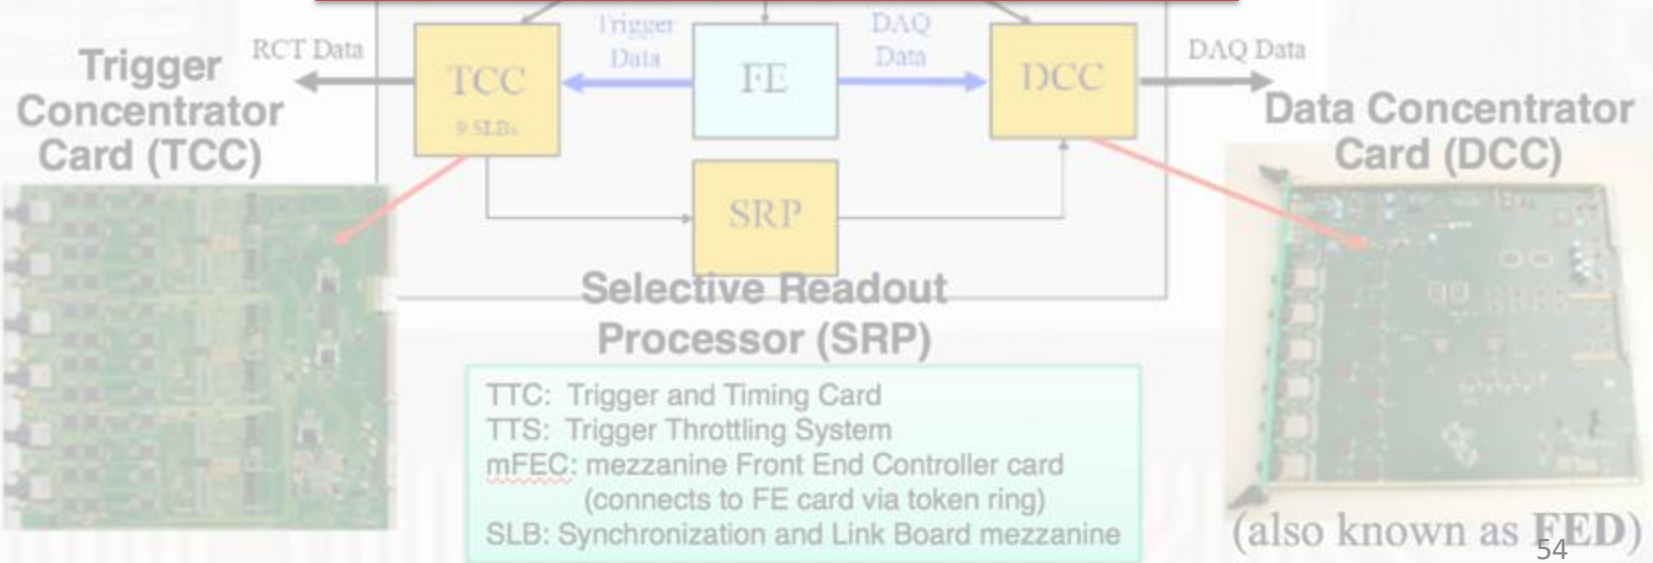 Trigger
Concentrator
Card (TCC)
RCT Data
TCC
9 SLBs
Trigger
Data
FE
DAQ
Data
DCC
DAQ Data
Data Concentrator
Card (DCC)
SRP
Selective Readout
Processor (SRP)
TTC: Trigger and Timing Card
TTS: Trigger Throttling System
mFEC: mezzanine Front End Controller card
(connects to FE card via token ring)
SLB: Synchronization and Link Board mezzanine
(also known as FED)
54